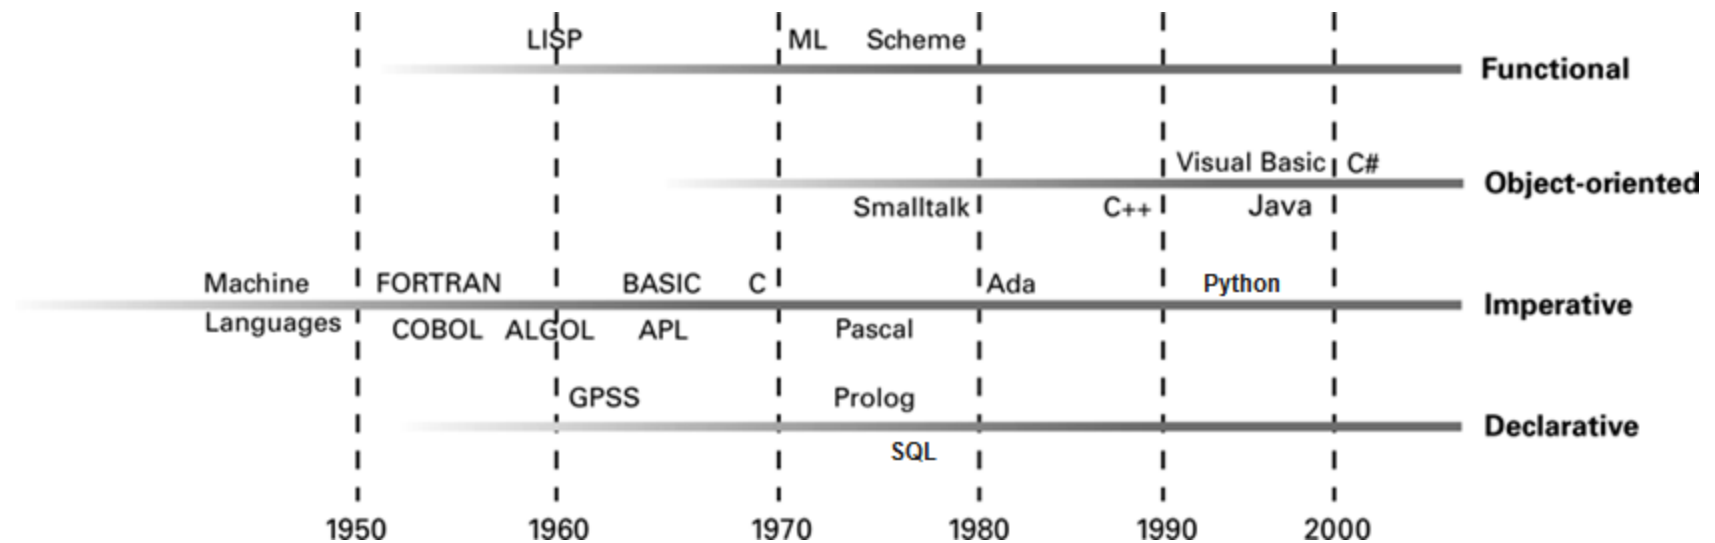 LISP ML Scheme
Functional
Visual Basic C#
Object-oriented
Smalltalk C++ Java
Machine FORTRAN BASIC C Ada Python
Imperative
Languages COBOL ALGOL APL Pascal
GPSS Prolog
Declarative
SQL
1950 1960 1970 1980 1990 2000